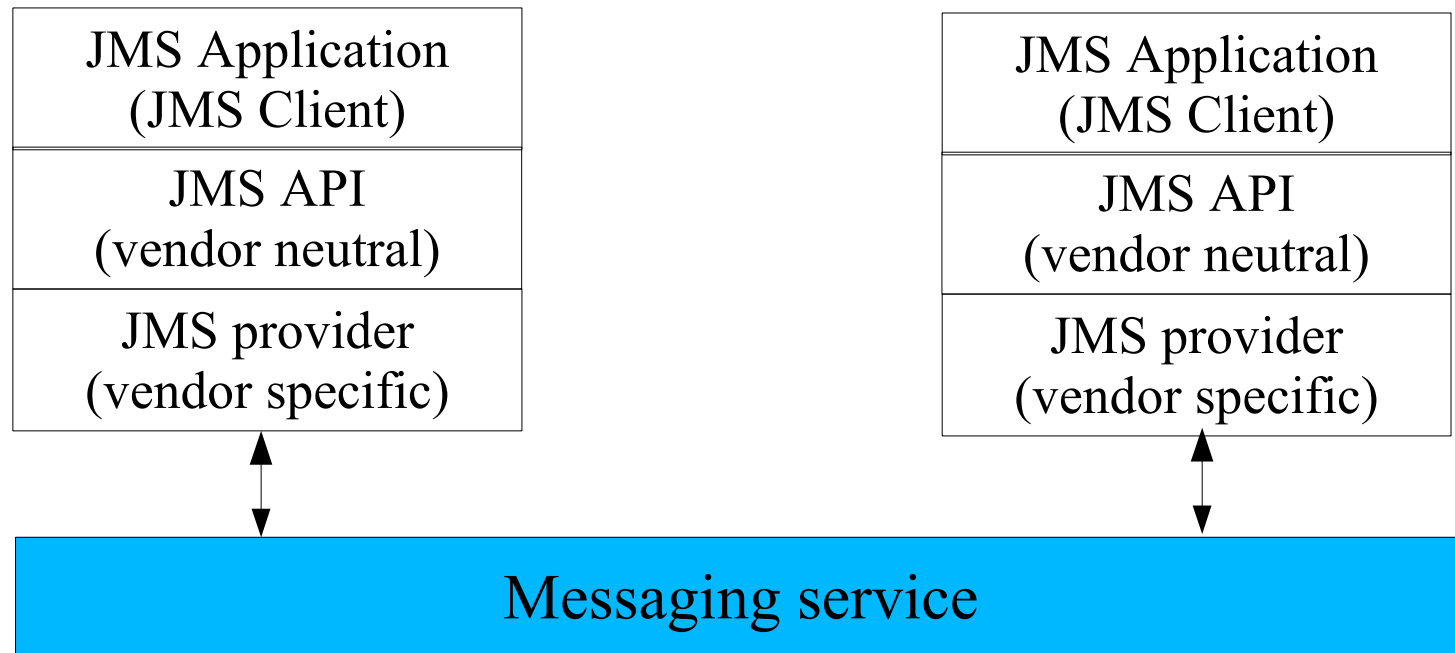 JMS Application
(JMS Client)
JMS API
(vendor neutral)
JMS provider
(vendor specific)
JMS Application
(JMS Client)
JMS API
(vendor neutral)
JMS provider
(vendor specific)
Messaging service